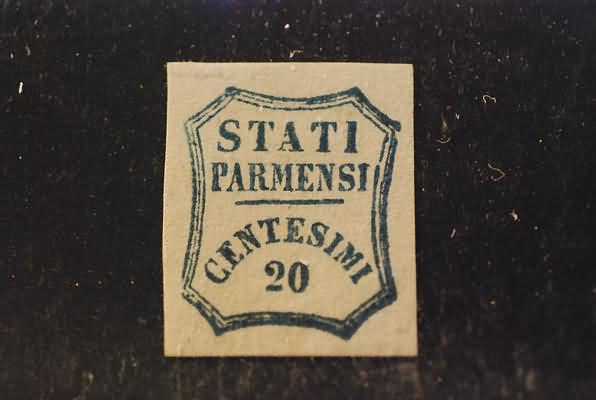 STATI
PARMENSI
CENTESIMI
20